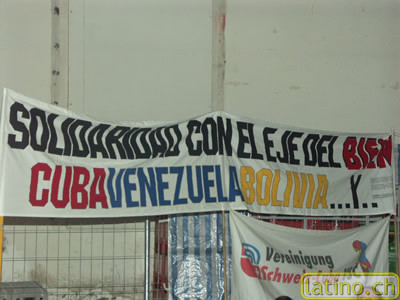 SOLIDARIDAD CON EL EJE DEL BIEN
CUBA VENEZUELA BOLIVIA...Y..
Vereinigung
Schweiz
latino.ch